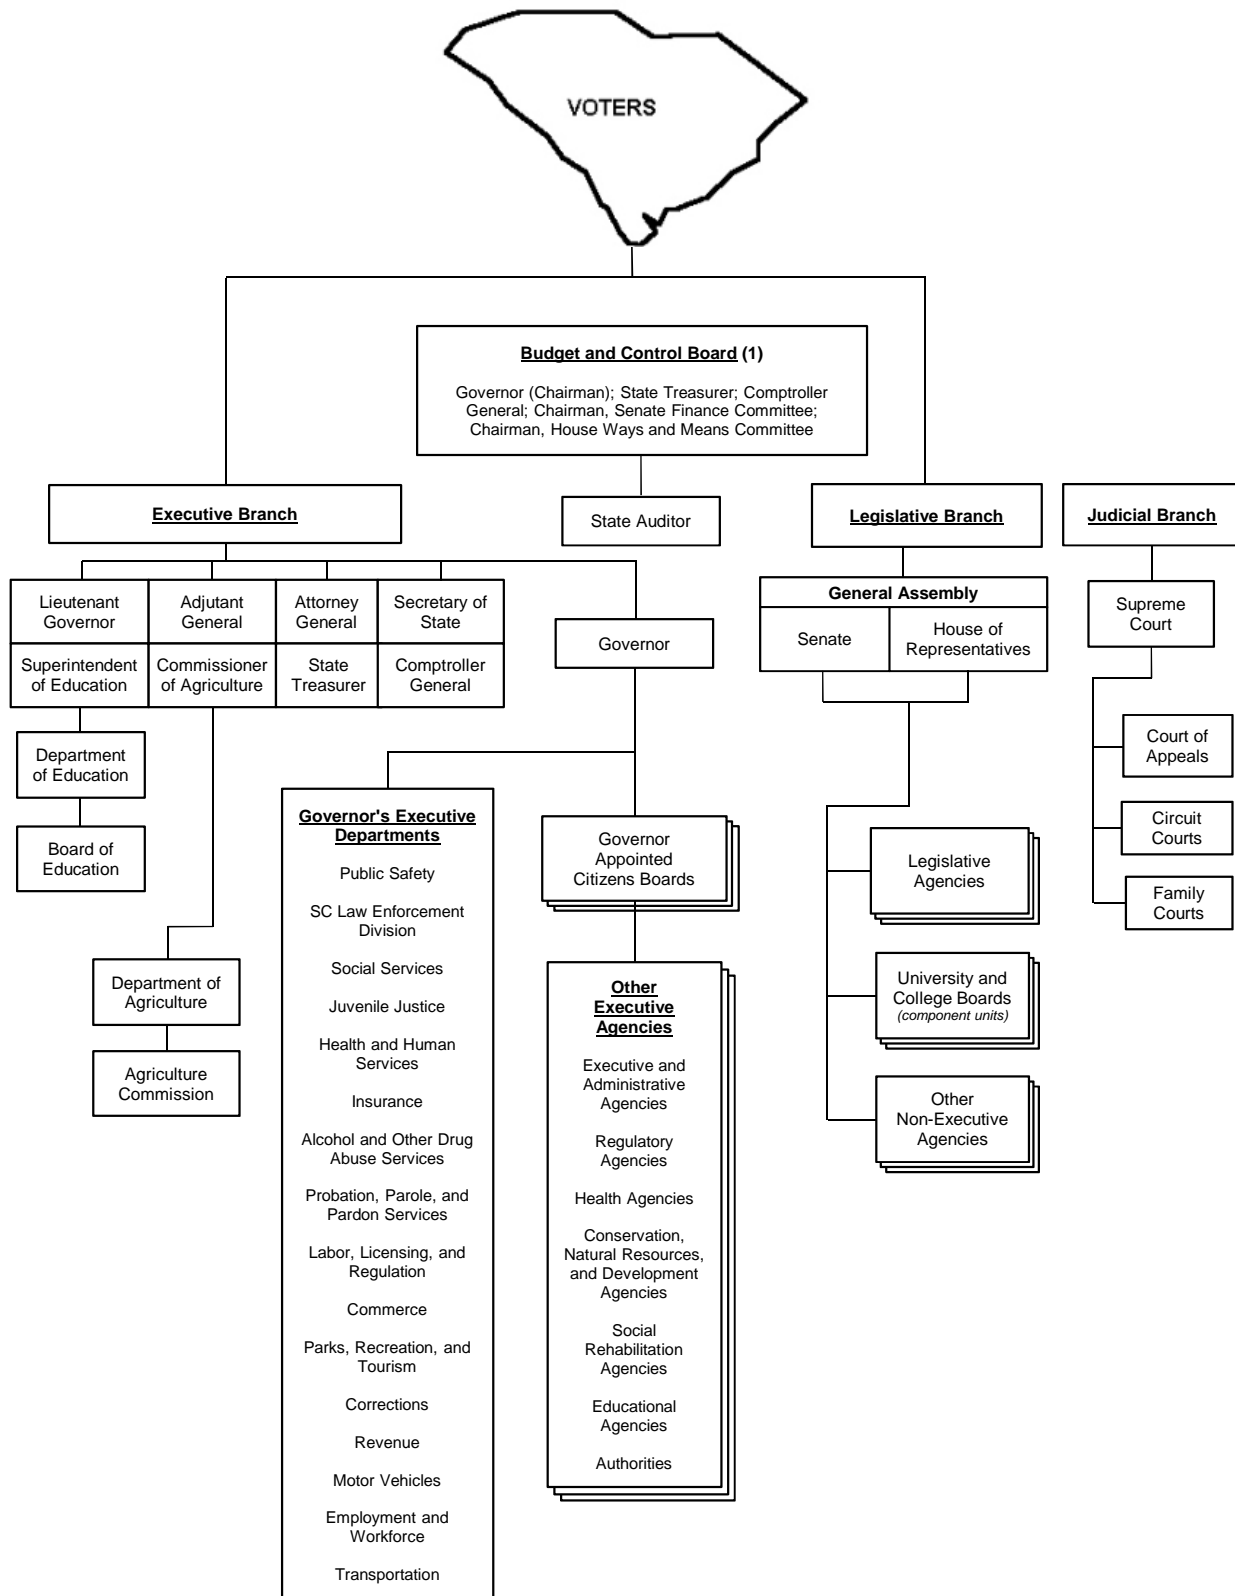 VOTERS
Budget and Control Board (1)
Governor (Chairman); State Treasurer; Comptroller
General; Chairman, Senate Finance Committee;
Chairman, House Ways and Means Committee
State Auditor
Executive Branch
Legislative Branch
Judicial Branch
Lieutenant
Governor
Adjutant
General
Attorney
General
Secretary of
State
Superintendent
of Education
Commissioner
of Agriculture
State
Treasurer
Comptroller
General
Governor
General Assembly
Senate
House of
Representatives
Supreme
Court
Department
of Education
Board of
Education
Department of
Agriculture
Agriculture
Commission
Governor's Executive
Departments
Public Safety
SC Law Enforcement
Division
Social Services
Juvenile Justice
Health and Human
Services
Insurance
Alcohol and Other Drug
Abuse Services
Probation, Parole, and
Pardon Services
Labor, Licensing, and
Regulation
Commerce
Parks, Recreation, and
Tourism
Corrections
Revenue
Motor Vehicles
Employment and
Workforce
Transportation
Governor
Appointed
Citizens Boards
Other
Executive
Agencies
Executive and
Administrative
Agencies
Regulatory
Agencies
Health Agencies
Conservation,
Natural Resources,
and Development
Agencies
Social
Rehabilitation
Agencies
Educational
Agencies
Authorities
Legislative
Agencies
University and
College Boards
(component units)
Other
Non-Executive
Agencies
Court of
Appeals
Circuit
Courts
Family
Courts